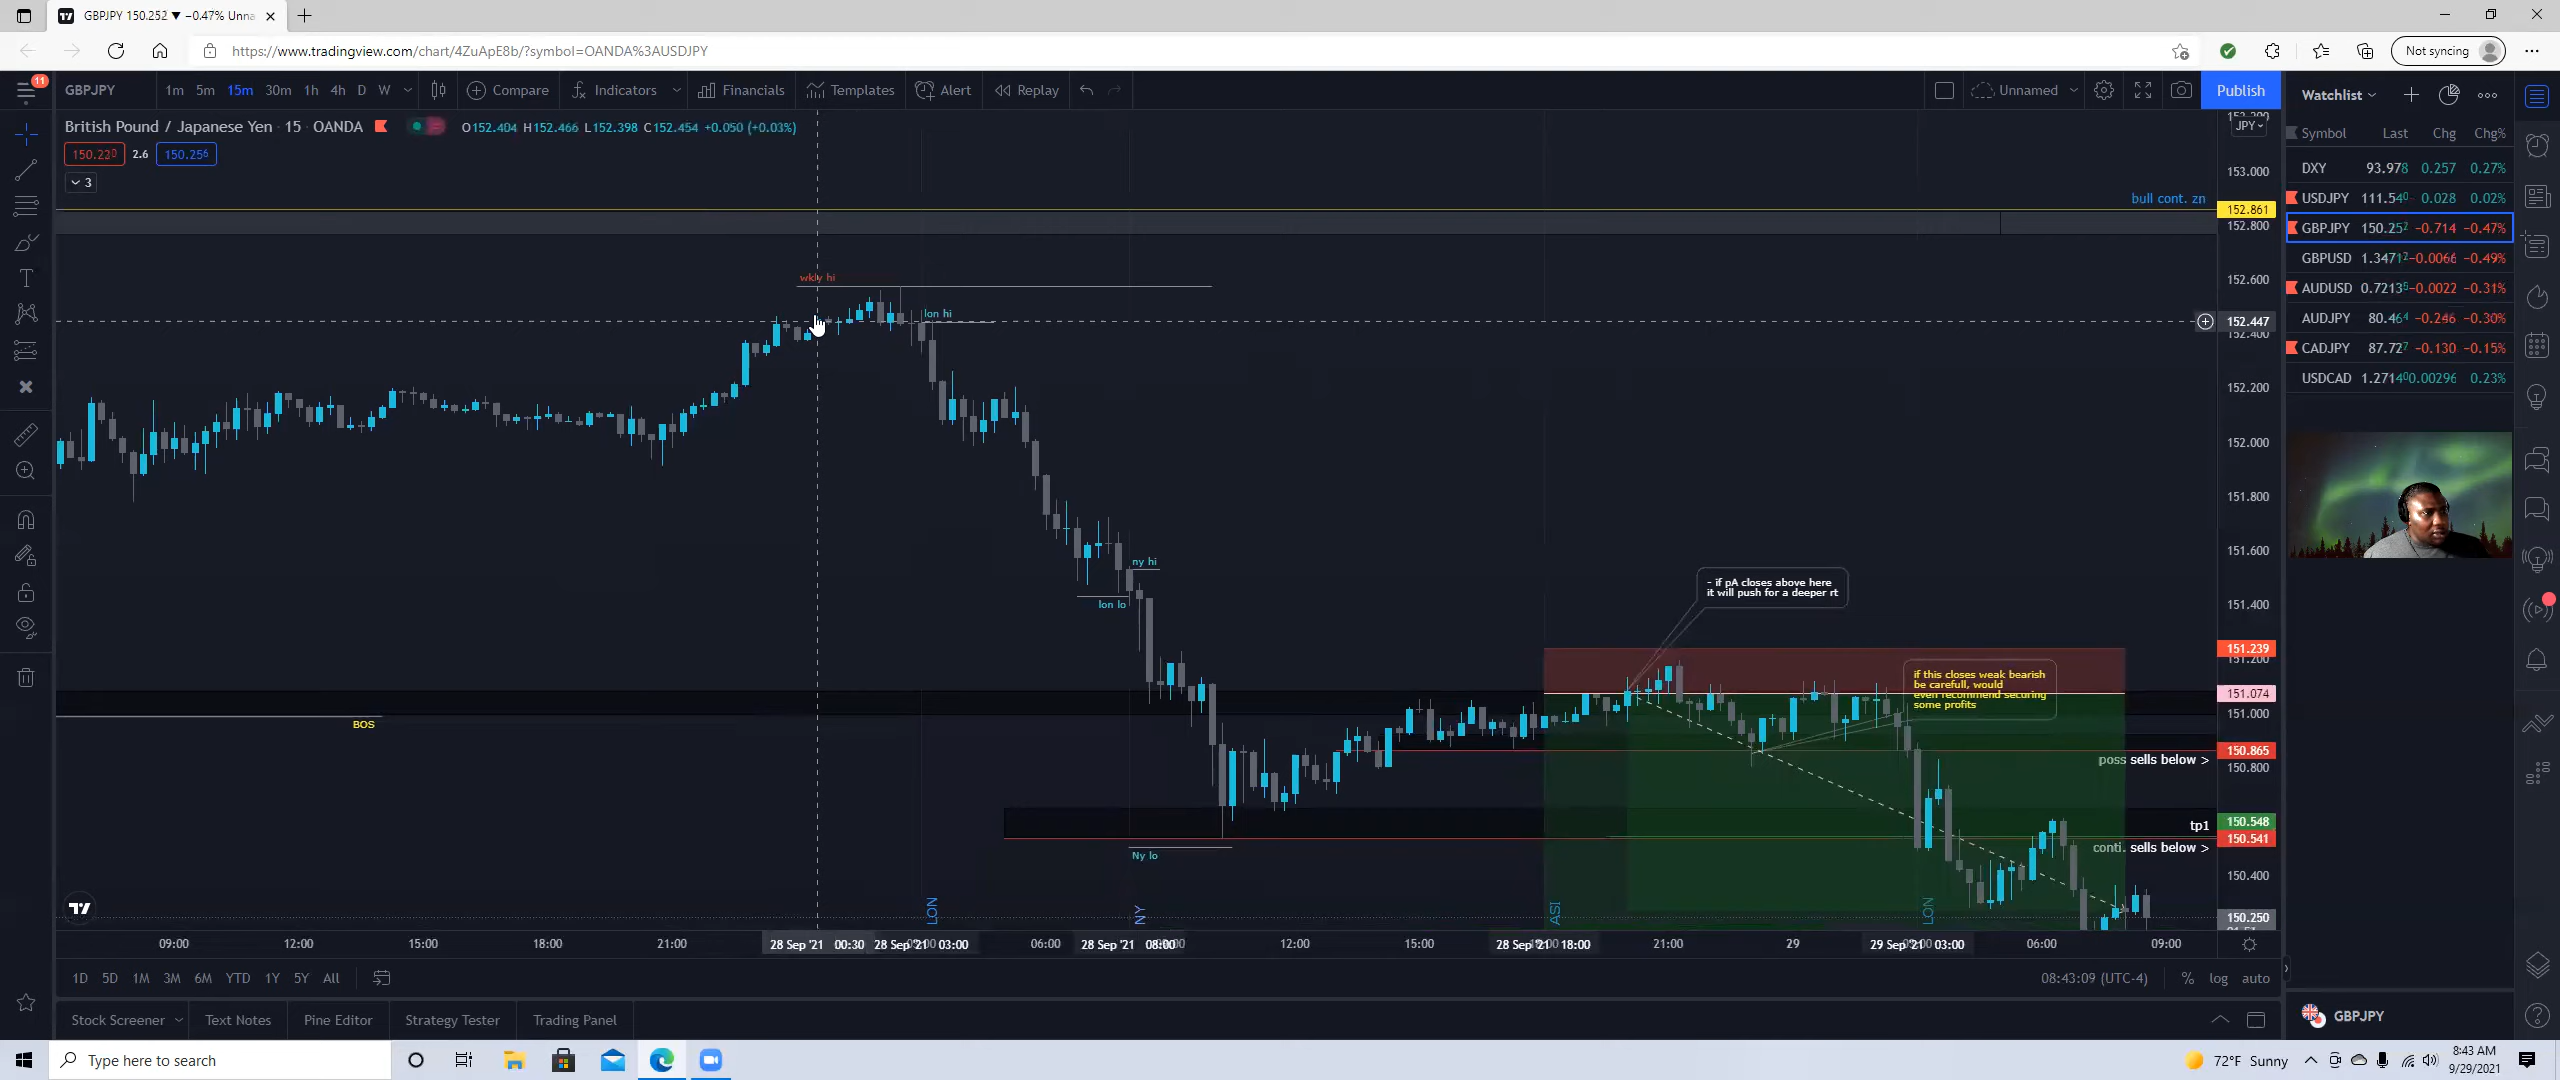 GBPJPY 150.252 ▼ −0.47% Unna
https://www.tradingview.com/chart/4ZuApE8b/?symbol=OANDA%3AUSDJPY
Not syncing
11
GBPJPY 1m 5m 15m 30m 1h 4h D W Compare Indicators Financials Templates Alert Replay Unnamed Publish
British Pound / Japanese Yen · 15 · OANDA O152.404 H152.466 L152.398 C152.454 +0.050 (+0.03%)
150.220 2.6 150.256
3
JPY
153.000
152.861
152.800
152.600
152.447
152.400
152.200
152.000
151.800
151.600
151.400
151.239
151.200
151.074
151.000
150.865
150.800
150.548
150.541
150.400
150.250
bull cont. zn
wkly hi
lon hi
ny hi
lon lo
- if pA closes above here
it will push for a deeper rt
if this closes weak bearish
be carefull, would
even recommend securing
some profits
BOS
poss sells below >
tp1
Ny lo
conti. sells below >
LON
NY
ASI
LON
09:00 12:00 15:00 18:00 21:00 28 Sep '21 00:30 28 Sep '21 03:00 06:00 28 Sep '21 08:00 12:00 15:00 28 Sep '21 18:00 21:00 29 29 Sep '21 03:00 06:00 09:00
1D 5D 1M 3M 6M YTD 1Y 5Y All 08:43:09 (UTC-4) % log auto
Stock Screener Text Notes Pine Editor Strategy Tester Trading Panel
Watchlist
Symbol Last Chg Chg%
DXY 93.978 0.257 0.27%
USDJPY 111.540 0.028 0.02%
GBPJPY 150.252 −0.714 −0.47%
GBPUSD 1.34712 −0.0066 −0.49%
AUDUSD 0.72135 −0.0022 −0.31%
AUDJPY 80.464 −0.246 −0.30%
CADJPY 87.727 −0.130 −0.15%
USDCAD 1.27140 0.00296 0.23%
GBPJPY
Type here to search
72°F Sunny
8:43 AM
9/29/2021